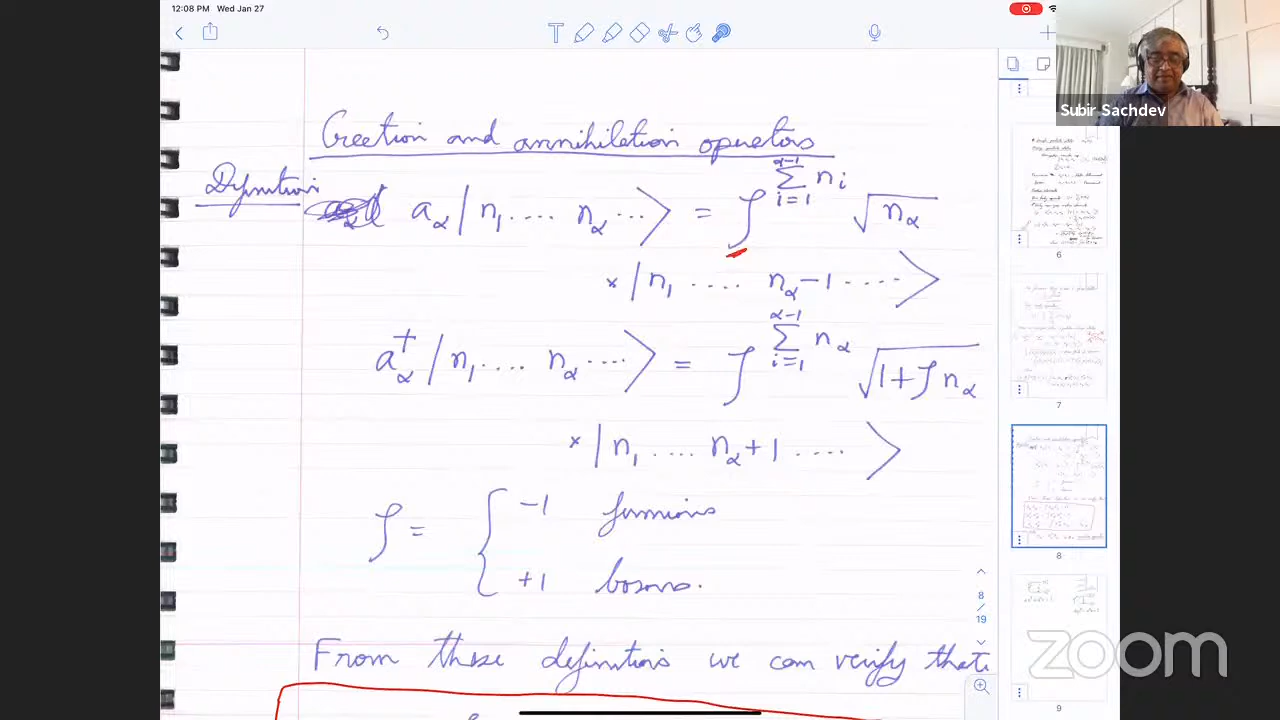 12:08 PM Wed Jan 27
Subir Sachdev
Creation and annihilation operators
Definition
a_α | n_1 .... n_α ... ⟩ = ζ^{\sum_{i=1}^{α-1} n_i} √n_α
× | n_1 .... n_α - 1 .... ⟩
a_α^† | n_1 .... n_α .... ⟩ = ζ^{\sum_{i=1}^{α-1} n_α} √(1 + ζ n_α)
× | n_1 .... n_α + 1 .... ⟩
ζ = { -1 fermions
+1 bosons.
From these definitions we can verify that
6
7
8
9
8
/
19
zoom